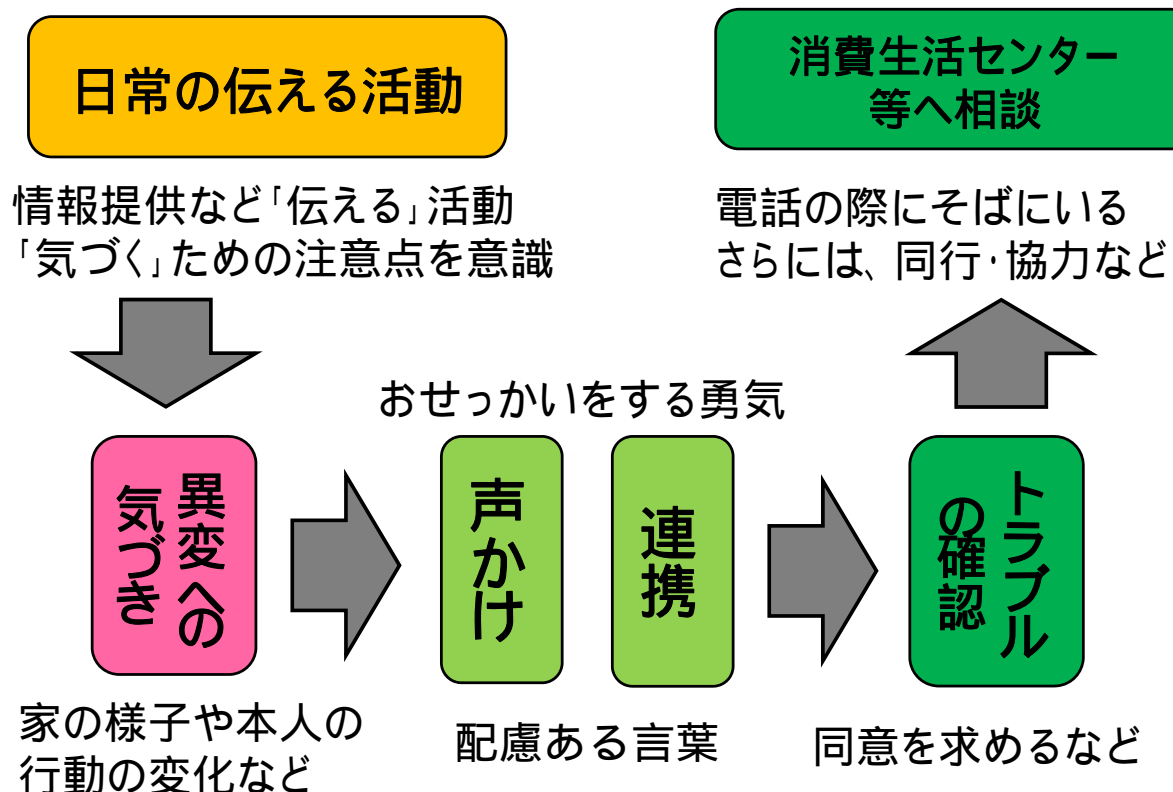 日常の伝える活動
情報提供など「伝える」活動
「気づく」ための注意点を意識
異変への
気づき
家の様子や本人の
行動の変化など
おせっかいをする勇気
声かけ
連携
配慮ある言葉
トラブル
の確認
同意を求めるなど
消費生活センター
等へ相談
電話の際にそばにいる
さらには、同行・協力など